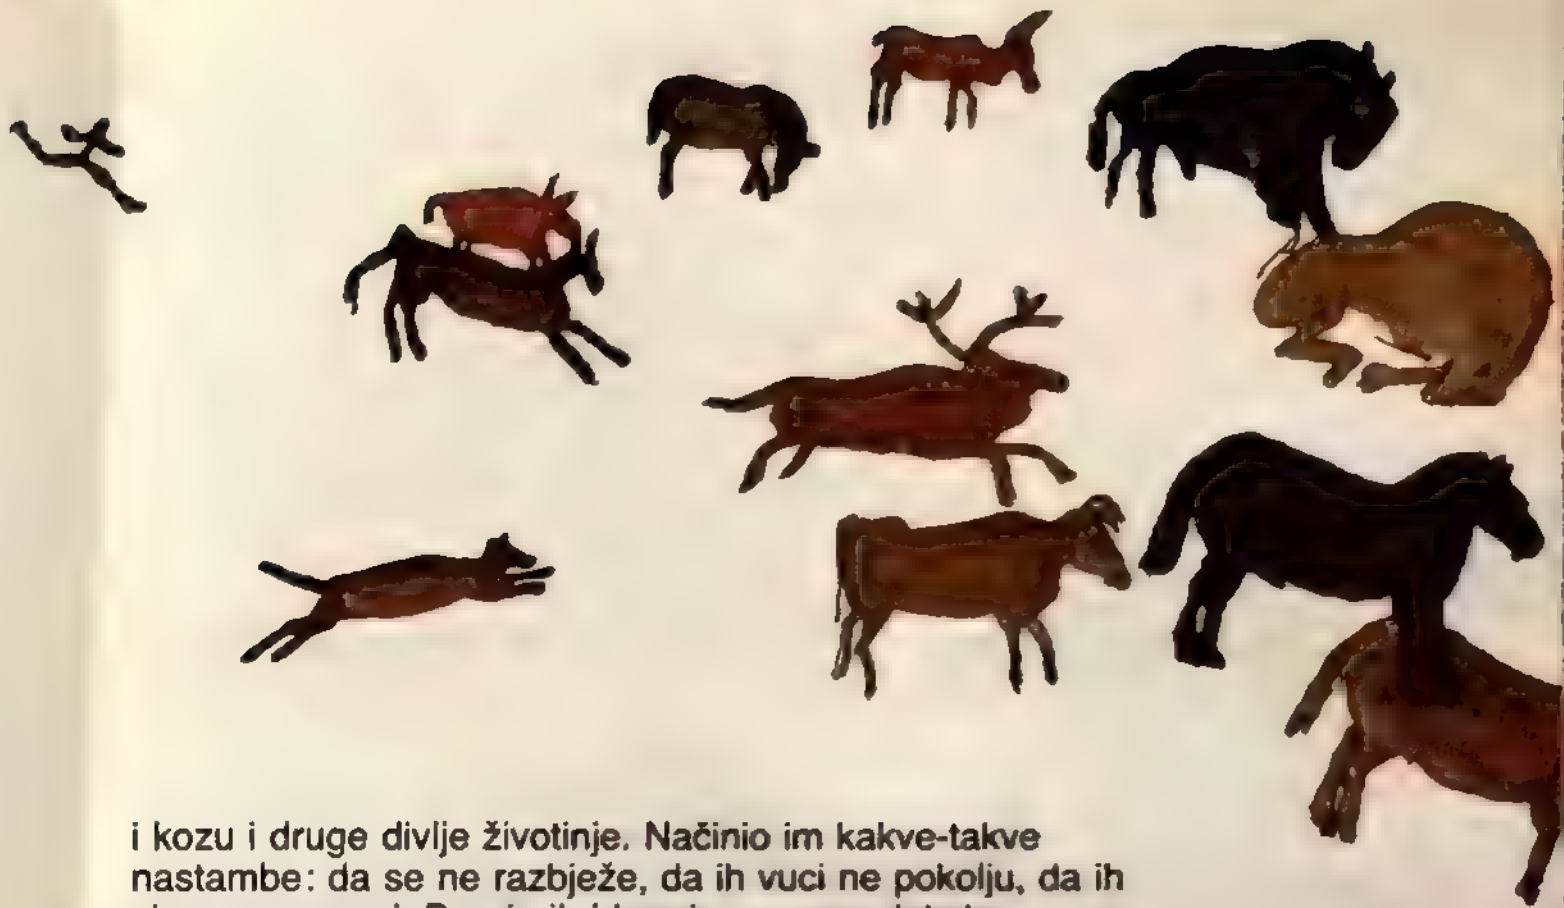 i kozu i druge divlje životinje. Načinio im kakve-takve
nastambe: da se ne razbježe, da ih vuci ne pokolju, da ih